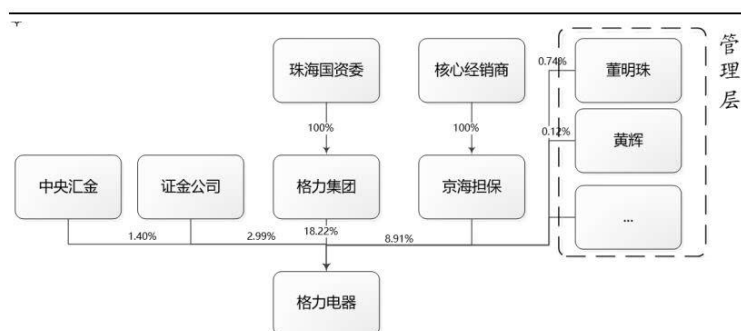 珠海国资委
核心经销商
0.74%
董明珠
管理层
100%
100%
0.12%
黄辉
中央汇金
证金公司
格力集团
京海担保
...
1.40%
2.99%
18.22%
8.91%
格力电器